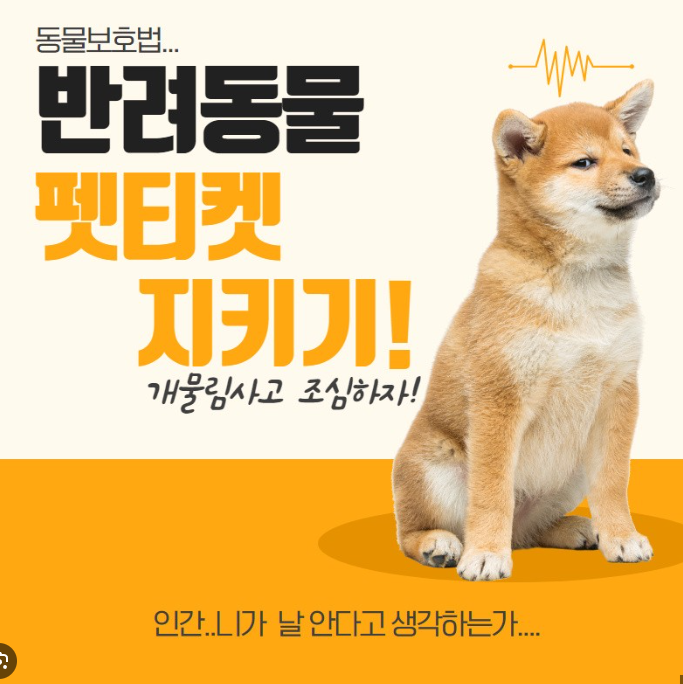 동물보호법...
반려동물
펫티켓
지키기!
개물림사고 조심하자!
인간..니가 날 안다고 생각하는가....